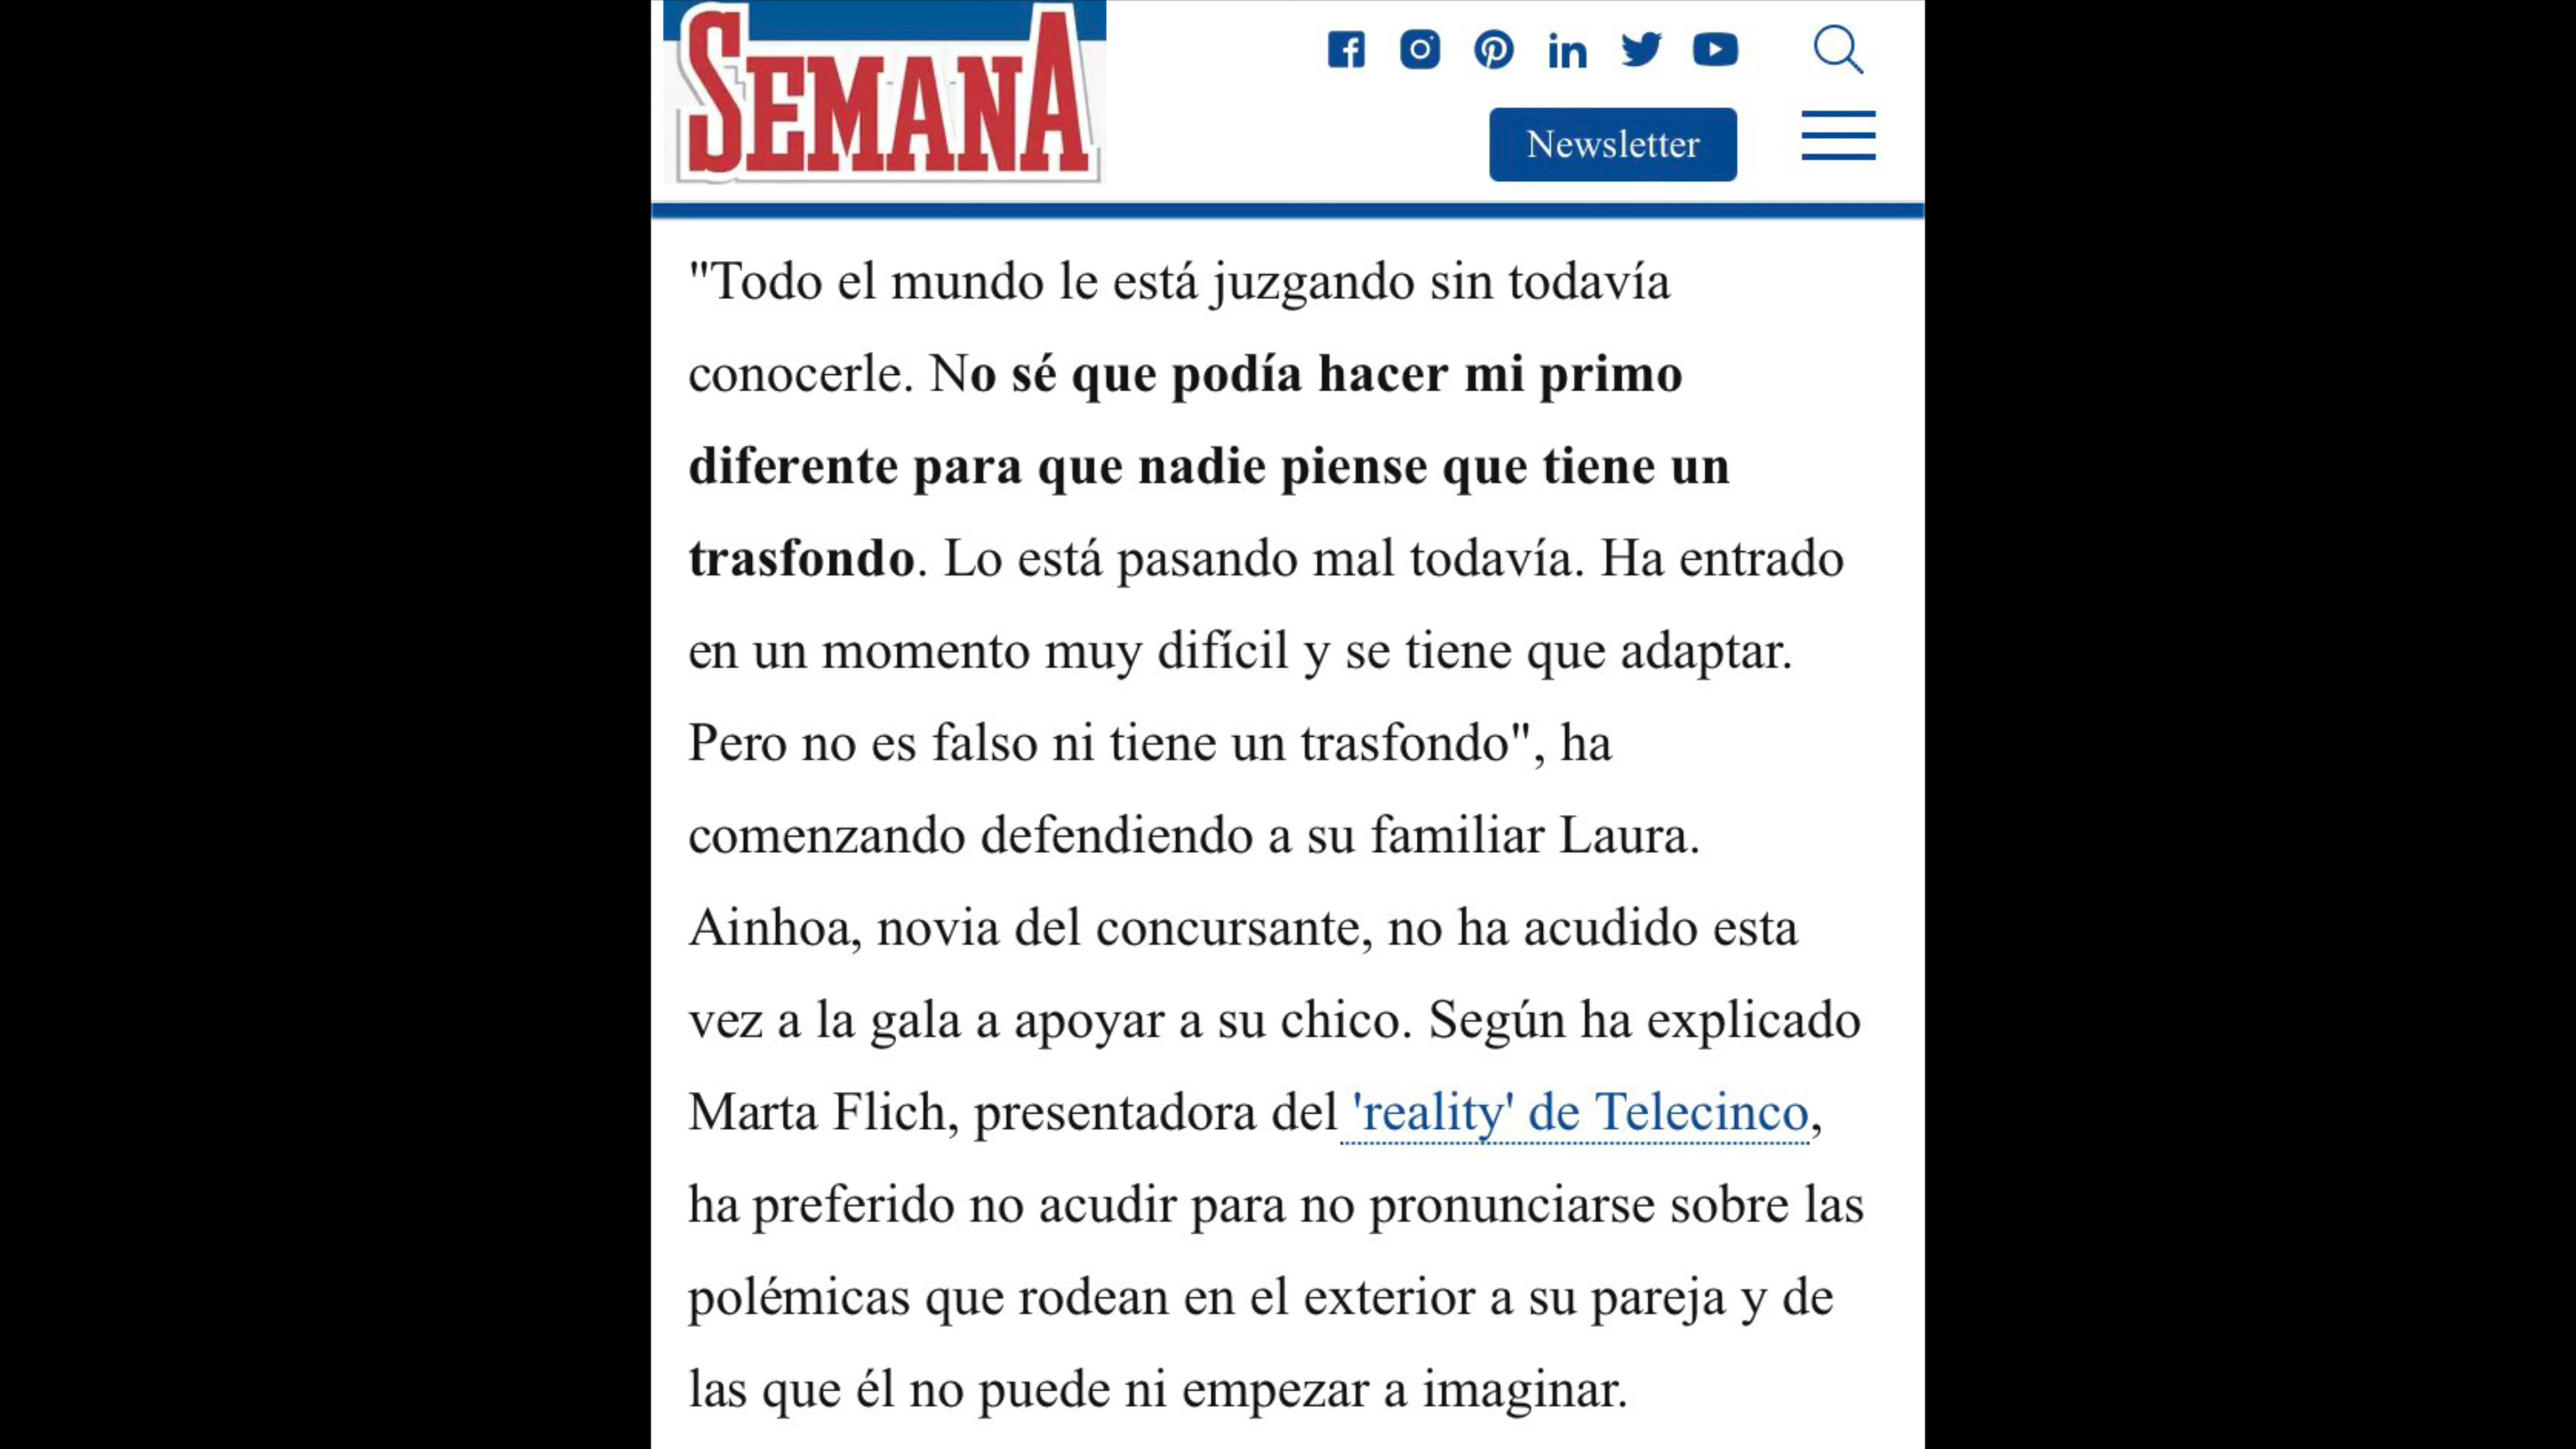 SEMANA
Newsletter
"Todo el mundo le está juzgando sin todavía
conocerle. No sé que podía hacer mi primo
diferente para que nadie piense que tiene un
trasfondo. Lo está pasando mal todavía. Ha entrado
en un momento muy difícil y se tiene que adaptar.
Pero no es falso ni tiene un trasfondo", ha
comenzando defendiendo a su familiar Laura.
Ainhoa, novia del concursante, no ha acudido esta
vez a la gala a apoyar a su chico. Según ha explicado
Marta Flich, presentadora del 'reality' de Telecinco,
ha preferido no acudir para no pronunciarse sobre las
polémicas que rodean en el exterior a su pareja y de
las que él no puede ni empezar a imaginar.